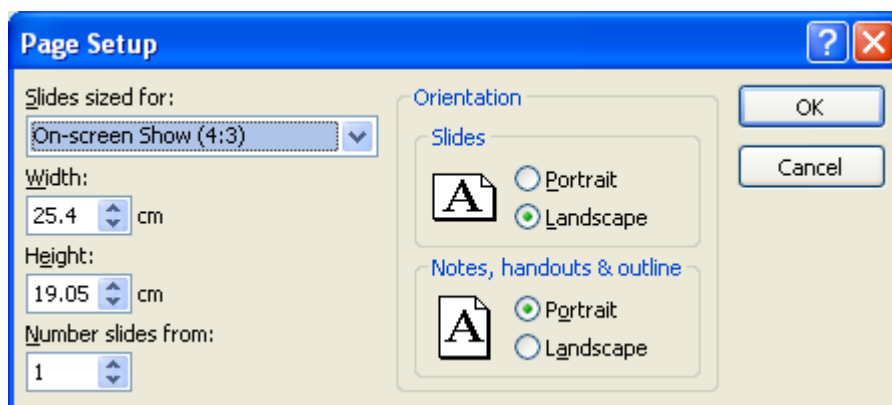 Page Setup
Slides sized for:
On-screen Show (4:3)
Width:
25.4 cm
Height:
19.05 cm
Number slides from:
1
Orientation
Slides
A
Portrait
Landscape
Notes, handouts & outline
A
Portrait
Landscape
OK
Cancel